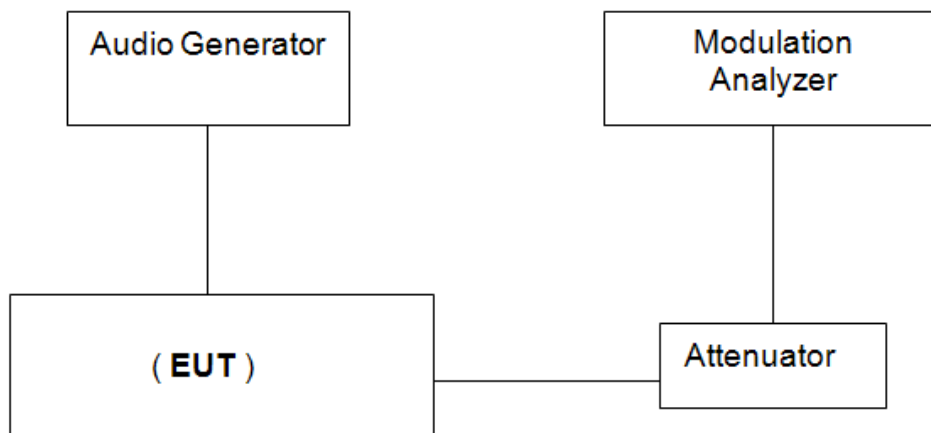 Audio Generator
Modulation
Analyzer
( EUT )
Attenuator